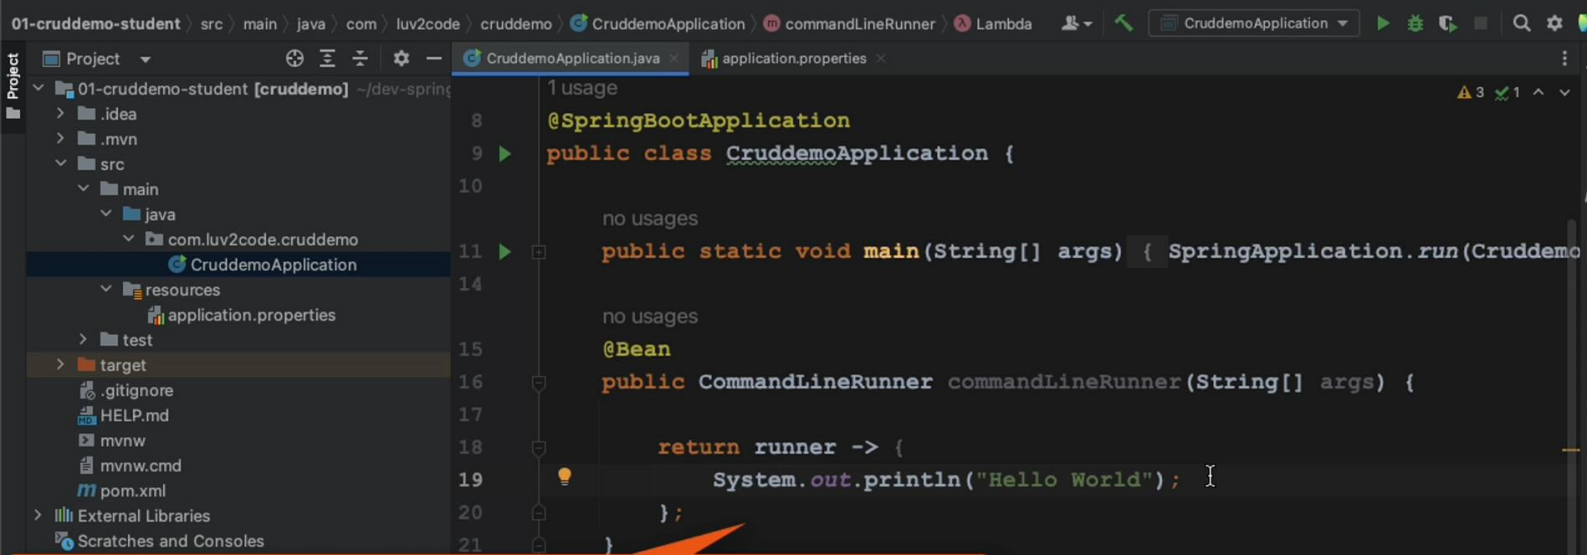 01-cruddemo-student src main java com luv2code cruddemo CruddemoApplication commandLineRunner Lambda CruddemoApplication
Project
Project
CruddemoApplication.java application.properties
01-cruddemo-student [cruddemo] ~/dev-spring
.idea
.mvn
src
main
java
com.luv2code.cruddemo
CruddemoApplication
resources
application.properties
test
target
.gitignore
HELP.md
mvnw
mvnw.cmd
pom.xml
External Libraries
Scratches and Consoles
3 1
1 usage
8 @SpringBootApplication
9 public class CruddemoApplication {
10
no usages
11 public static void main(String[] args) { SpringApplication.run(Cruddemo
14
no usages
15 @Bean
16 public CommandLineRunner commandLineRunner(String[] args) {
17
18 return runner -> {
19 System.out.println("Hello World");
20 };
21 }